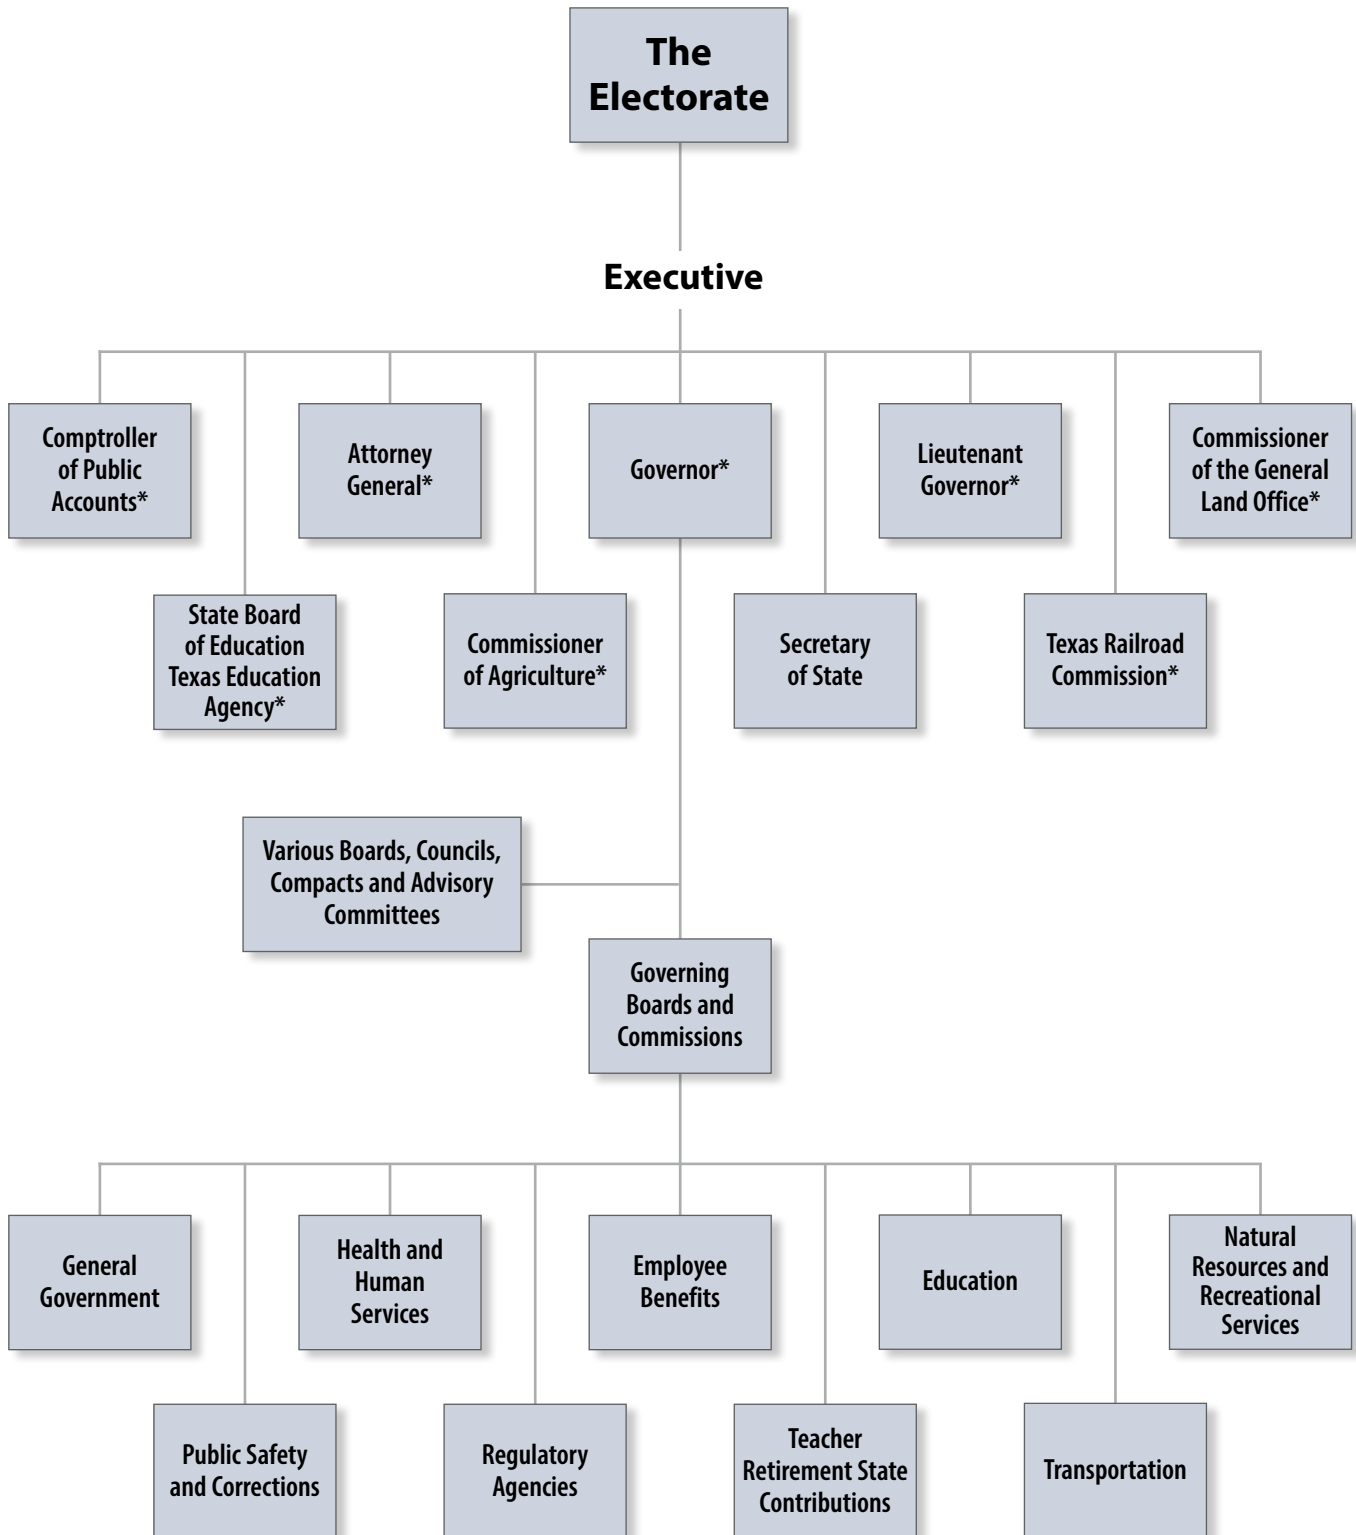 The
Electorate
Executive
Comptroller
of Public
Accounts*
Attorney
General*
Governor*
Lieutenant
Governor*
Commissioner
of the General
Land Office*
State Board
of Education
Texas Education
Agency*
Commissioner
of Agriculture*
Secretary
of State
Texas Railroad
Commission*
Various Boards, Councils,
Compacts and Advisory
Committees
Governing
Boards and
Commissions
General
Government
Health and
Human
Services
Employee
Benefits
Education
Natural
Resources and
Recreational
Services
Public Safety
and Corrections
Regulatory
Agencies
Teacher
Retirement State
Contributions
Transportation